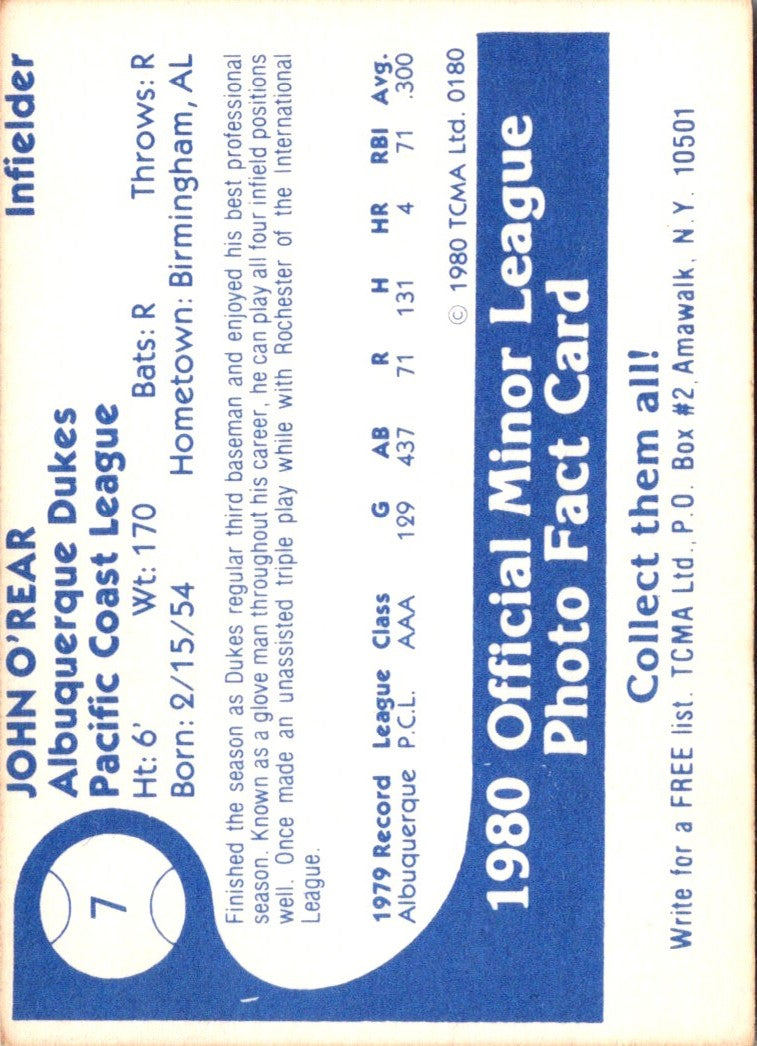 7
JOHN O'REAR Infielder
Albuquerque Dukes
Pacific Coast League
Ht: 6' Wt: 170 Bats: R Throws: R
Born: 2/15/54 Hometown: Birmingham, AL
Finished the season as Dukes regular third baseman and enjoyed his best professional
season. Known as a glove man throughout his career, he can play all four infield positions
well. Once made an unassisted triple play while with Rochester of the International
League.
1979 Record League Class G AB R H HR RBI Avg.
Albuquerque P.C.L. AAA 129 437 71 131 4 71 .300
© 1980 TCMA Ltd. 0180
1980 Official Minor League
Photo Fact Card
Collect them all!
Write for a FREE list. TCMA Ltd., P.O. Box #2, Amawalk, N.Y. 10501